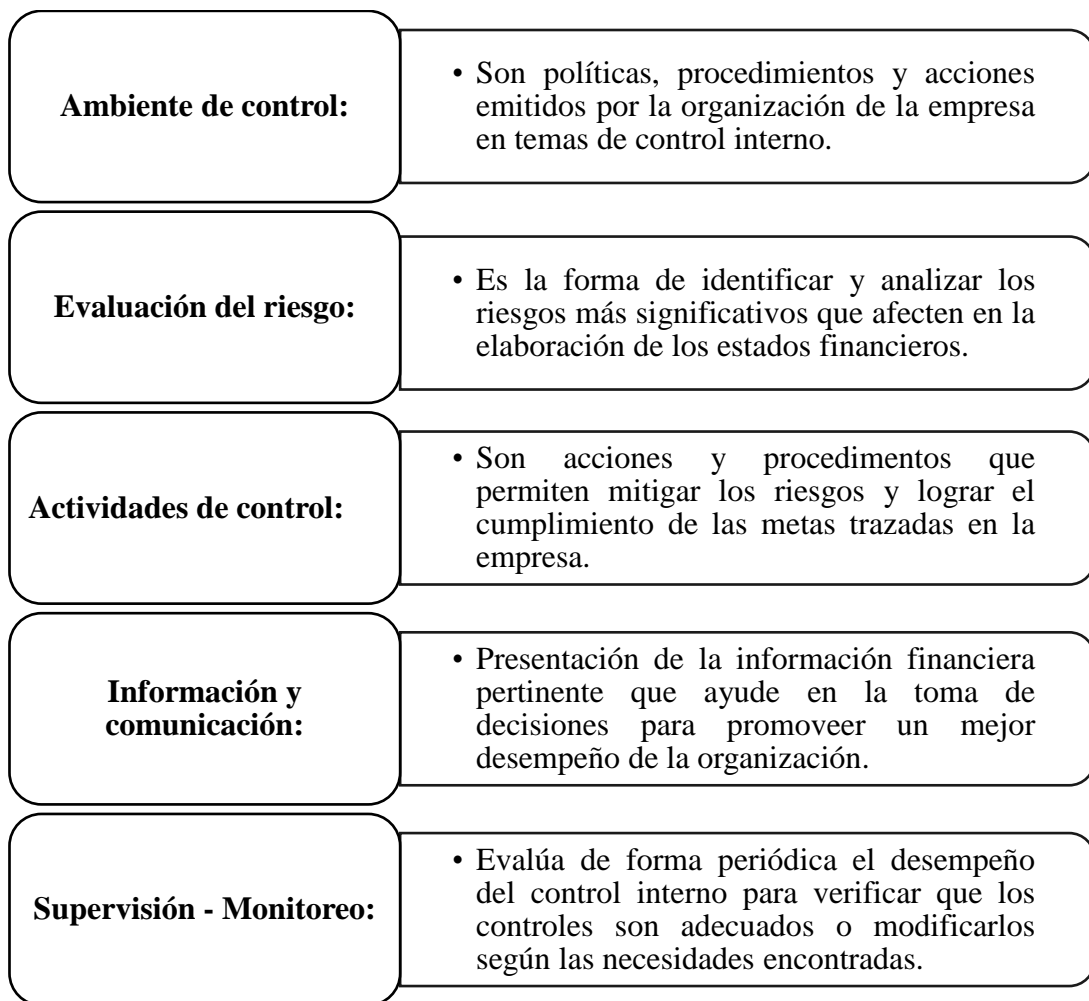 Ambiente de control:
• Son políticas, procedimientos y acciones
emitidos por la organización de la empresa
en temas de control interno.
Evaluación del riesgo:
• Es la forma de identificar y analizar los
riesgos más significativos que afecten en la
elaboración de los estados financieros.
Actividades de control:
• Son acciones y procedimentos que
permiten mitigar los riesgos y lograr el
cumplimiento de las metas trazadas en la
empresa.
Información y
comunicación:
• Presentación de la información financiera
pertinente que ayude en la toma de
decisiones para promoveer un mejor
desempeño de la organización.
Supervisión - Monitoreo:
• Evalúa de forma periódica el desempeño
del control interno para verificar que los
controles son adecuados o modificarlos
según las necesidades encontradas.